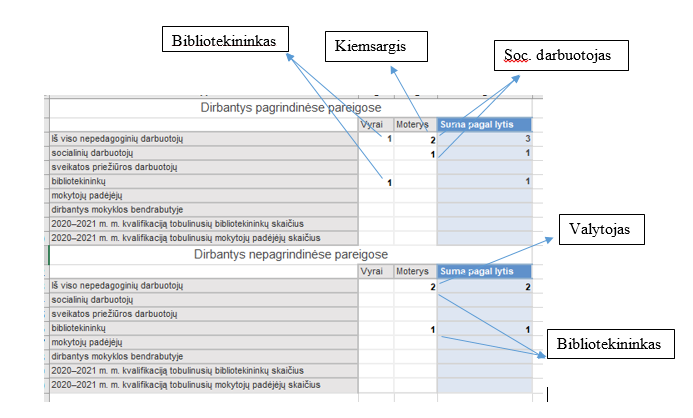 Bibliotekininkas
Kiemsargis
Soc. darbuotojas
Dirbantys pagrindinėse pareigose
Vyrai Moterys Suma pagal lytis
Iš viso nepedagoginių darbuotojų 1 2 3
socialinių darbuotojų 1 1
sveikatos priežiūros darbuotojų
bibliotekininkų 1 1
mokytojų padėjėjų
dirbantys mokyklos bendrabutyje
2020–2021 m. m. kvalifikaciją tobulinusių bibliotekininkų skaičius
2020–2021 m. m. kvalifikaciją tobulinusių mokytojų padėjėjų skaičius
Valytojas
Dirbantys nepagrindinėse pareigose
Vyrai Moterys Suma pagal lytis
Iš viso nepedagoginių darbuotojų 2 2
socialinių darbuotojų
sveikatos priežiūros darbuotojų
bibliotekininkų 1 1
mokytojų padėjėjų
Bibliotekininkas
dirbantys mokyklos bendrabutyje
2020–2021 m. m. kvalifikaciją tobulinusių bibliotekininkų skaičius
2020–2021 m. m. kvalifikaciją tobulinusių mokytojų padėjėjų skaičius